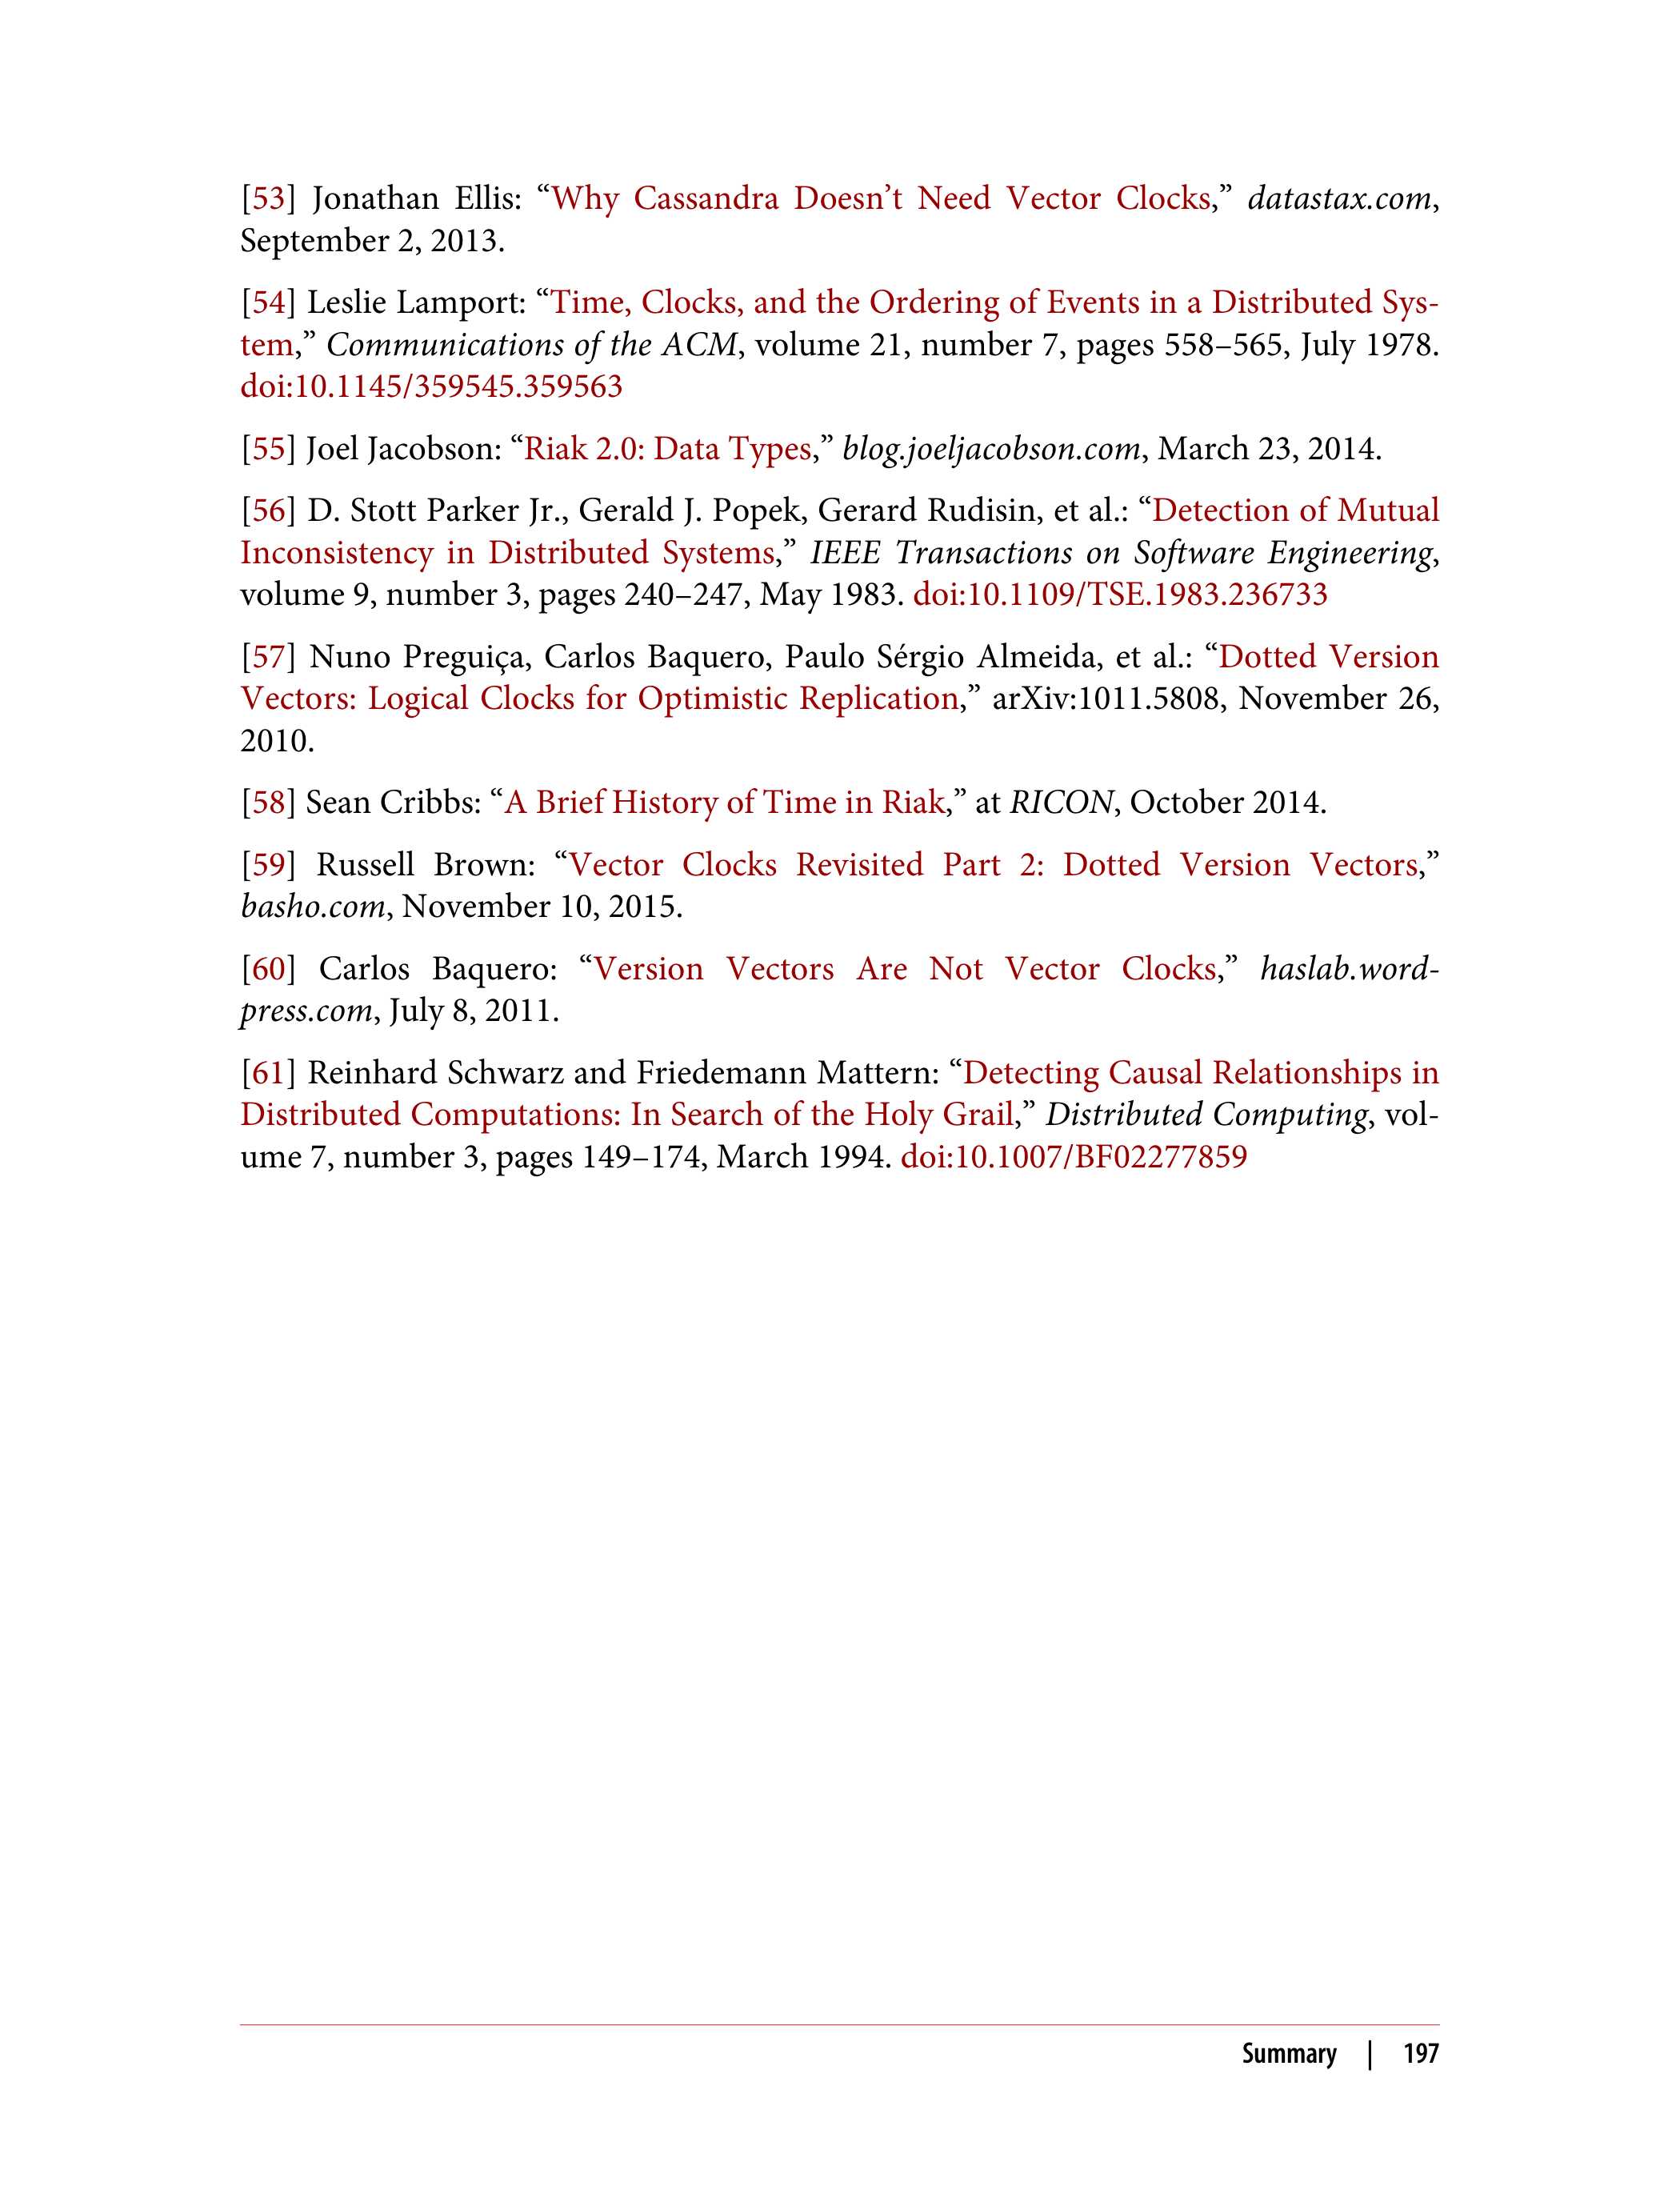 [53] Jonathan Ellis: “Why Cassandra Doesn’t Need Vector Clocks,” datastax.com,
September 2, 2013.
[54] Leslie Lamport: “Time, Clocks, and the Ordering of Events in a Distributed Sys-
tem,” Communications of the ACM, volume 21, number 7, pages 558–565, July 1978.
doi:10.1145/359545.359563
[55] Joel Jacobson: “Riak 2.0: Data Types,” blog.joeljacobson.com, March 23, 2014.
[56] D. Stott Parker Jr., Gerald J. Popek, Gerard Rudisin, et al.: “Detection of Mutual
Inconsistency in Distributed Systems,” IEEE Transactions on Software Engineering,
volume 9, number 3, pages 240–247, May 1983. doi:10.1109/TSE.1983.236733
[57] Nuno Preguiça, Carlos Baquero, Paulo Sérgio Almeida, et al.: “Dotted Version
Vectors: Logical Clocks for Optimistic Replication,” arXiv:1011.5808, November 26,
2010.
[58] Sean Cribbs: “A Brief History of Time in Riak,” at RICON, October 2014.
[59] Russell Brown: “Vector Clocks Revisited Part 2: Dotted Version Vectors,”
basho.com, November 10, 2015.
[60] Carlos Baquero: “Version Vectors Are Not Vector Clocks,” haslab.word-
press.com, July 8, 2011.
[61] Reinhard Schwarz and Friedemann Mattern: “Detecting Causal Relationships in
Distributed Computations: In Search of the Holy Grail,” Distributed Computing, vol-
ume 7, number 3, pages 149–174, March 1994. doi:10.1007/BF02277859
Summary | 197